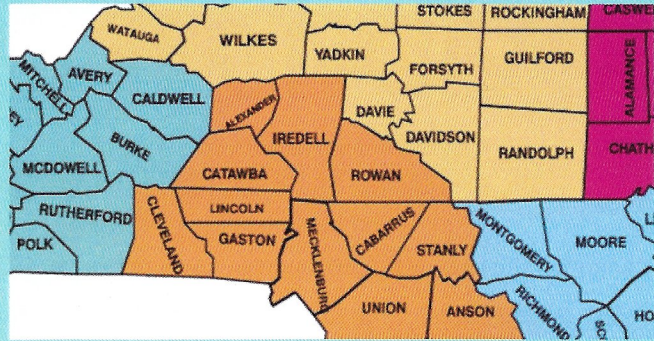 STOKES
ROCKINGHAM
CASWE
WATAUGA
WILKES
YADKIN
FORSYTH
GUILFORD
ALAMANCE
MITCHELL
AVERY
CALDWELL
ALEXANDER
IREDELL
DAVIE
DAVIDSON
RANDOLPH
CHATH
EY
MCDOWELL
BURKE
CATAWBA
ROWAN
RUTHERFORD
CLEVELAND
LINCOLN
GASTON
MECKLENBURG
CABARRUS
STANLY
MONTGOMERY
MOORE
POLK
UNION
ANSON
RICHMOND
HO